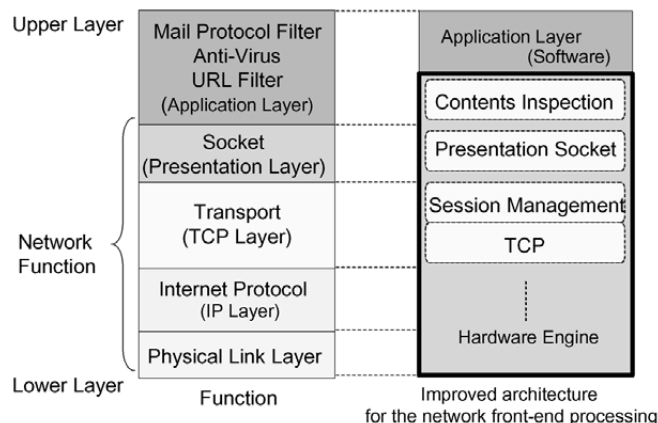 Upper Layer
Mail Protocol Filter
Anti-Virus
URL Filter
(Application Layer)
Socket
(Presentation Layer)
Transport
(TCP Layer)
Network
Function
Internet Protocol
(IP Layer)
Physical Link Layer
Lower Layer
Function
Application Layer
(Software)
Contents Inspection
Presentation Socket
Session Management
TCP
Hardware Engine
Improved architecture
for the network front-end processing